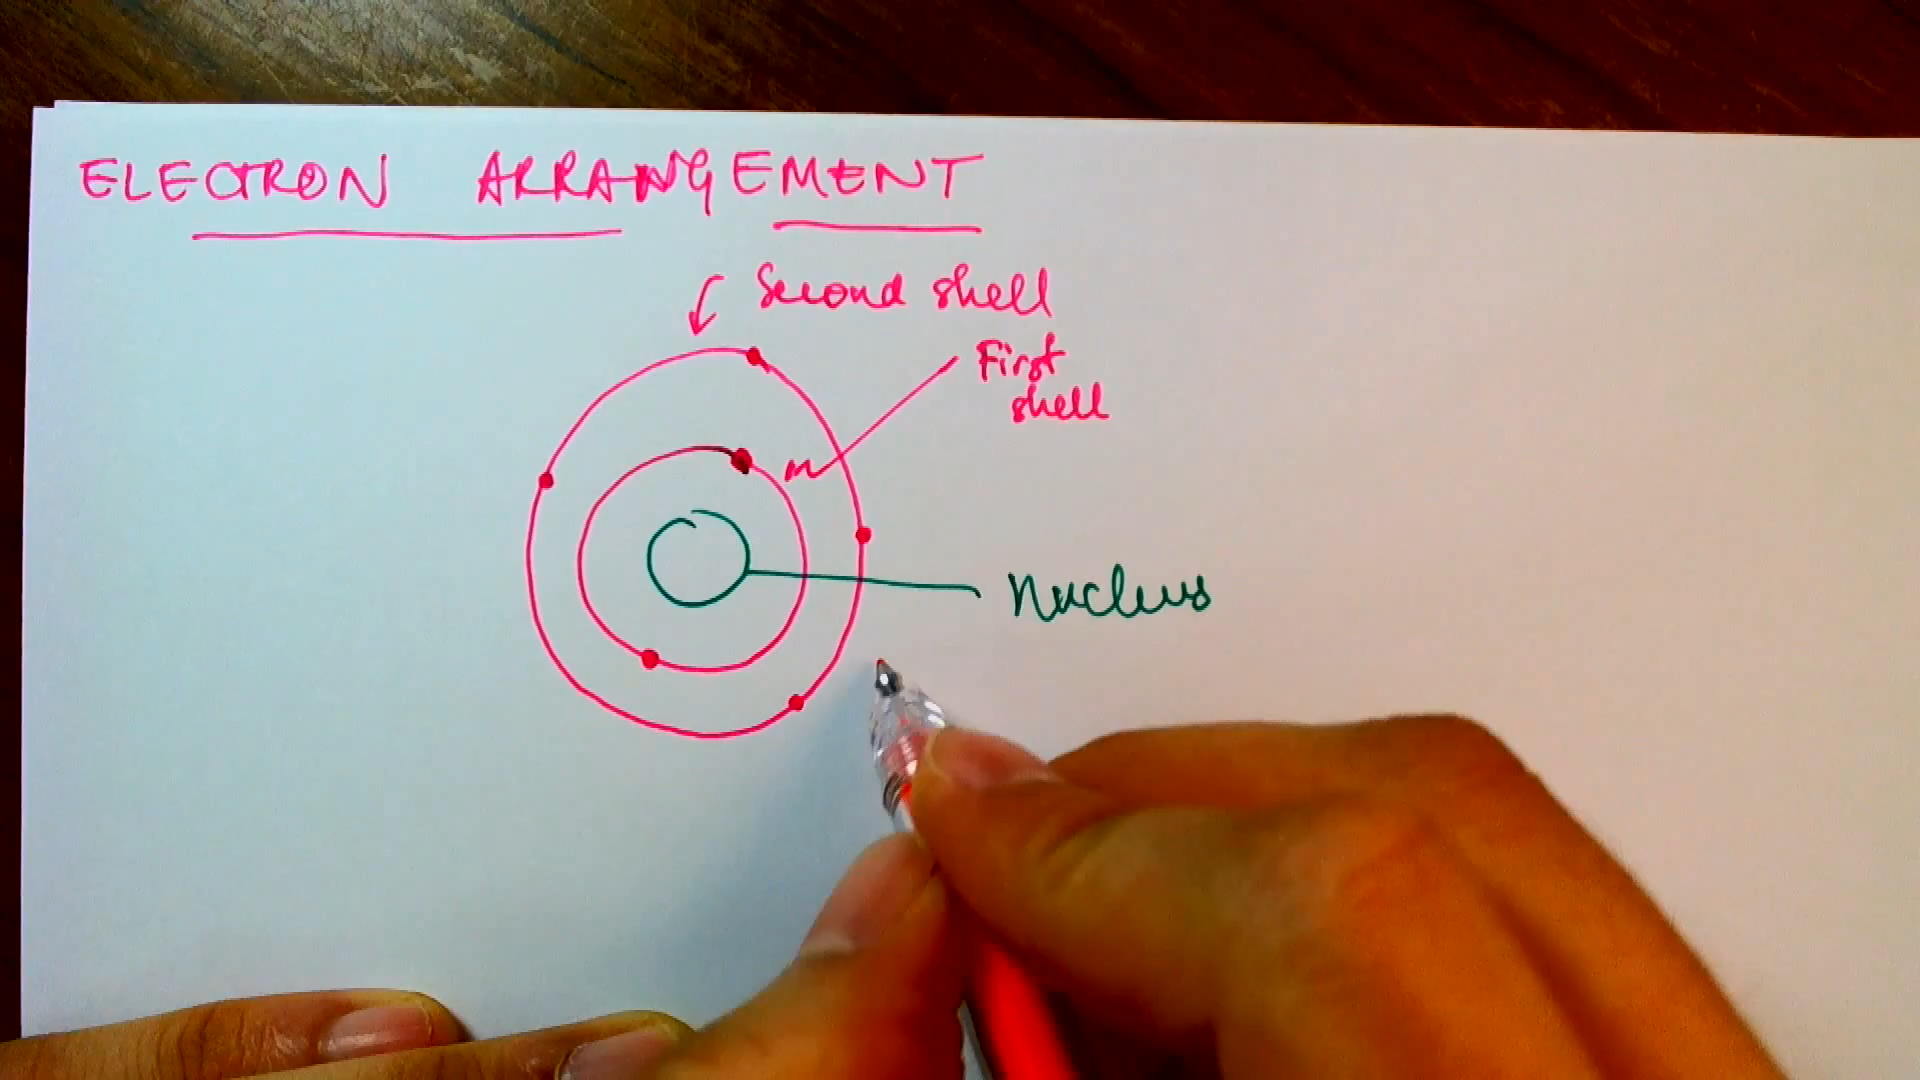 ELECTRON ARRANGEMENT
Second shell
First
shell
Nucleus